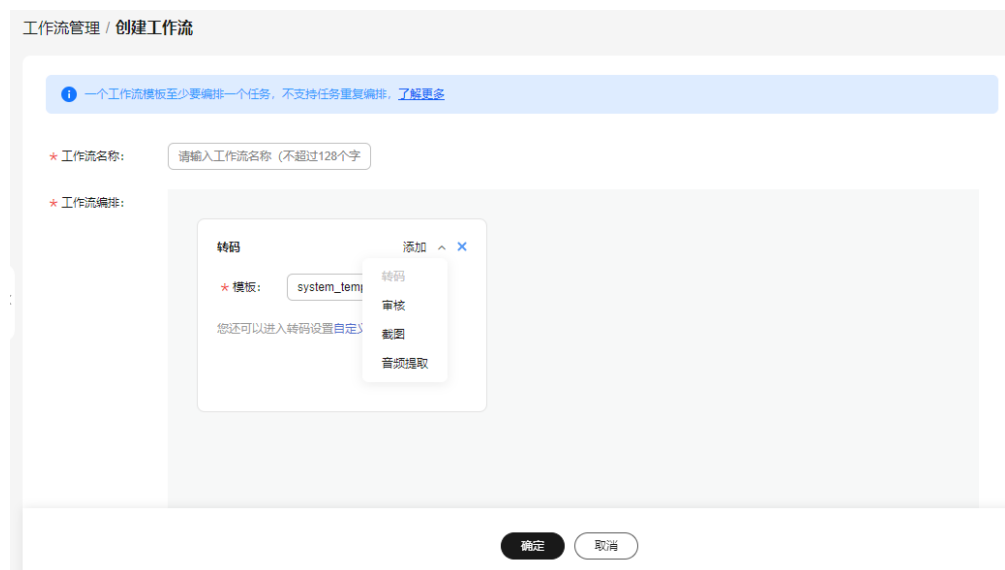 工作流管理 / 创建工作流
一个工作流模板至少要编排一个任务，不支持任务重复编排，了解更多
* 工作流名称：
请输入工作流名称（不超过128个字
* 工作流编排：
转码
添加
* 模板：
system_temp
您还可以进入转码设置自定义
转码
审核
截图
音频提取
确定
取消